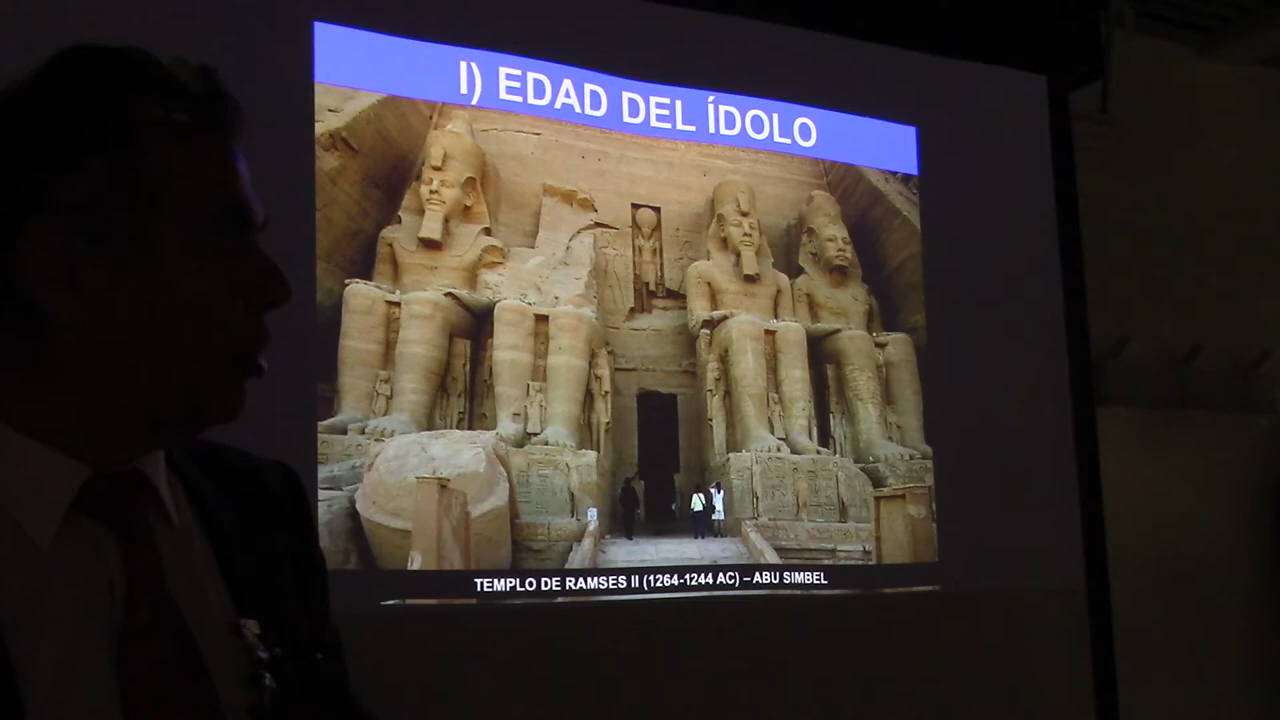 I) EDAD DEL ÍDOLO
TEMPLO DE RAMSES II (1264-1244 AC) – ABU SIMBEL